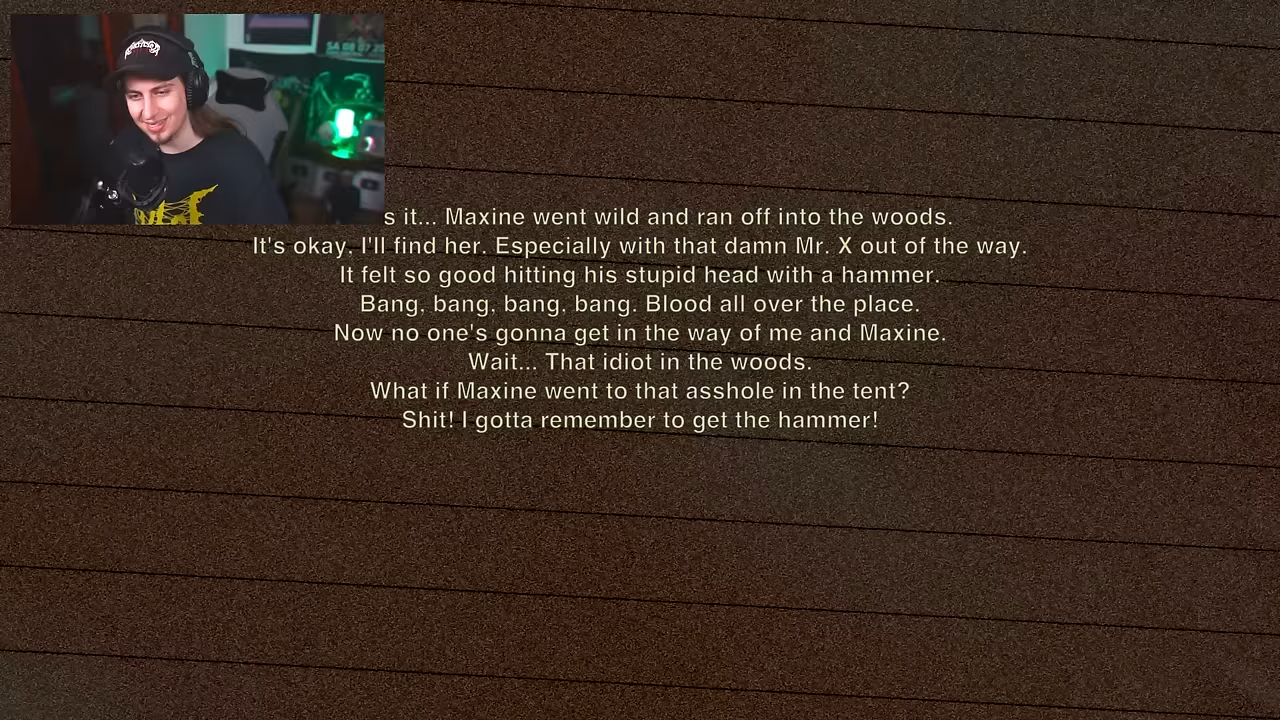 SA 08 07 20
s it... Maxine went wild and ran off into the woods.
It's okay, I'll find her. Especially with that damn Mr. X out of the way.
It felt so good hitting his stupid head with a hammer.
Bang, bang, bang, bang. Blood all over the place.
Now no one's gonna get in the way of me and Maxine.
Wait... That idiot in the woods.
What if Maxine went to that asshole in the tent?
Shit! I gotta remember to get the hammer!